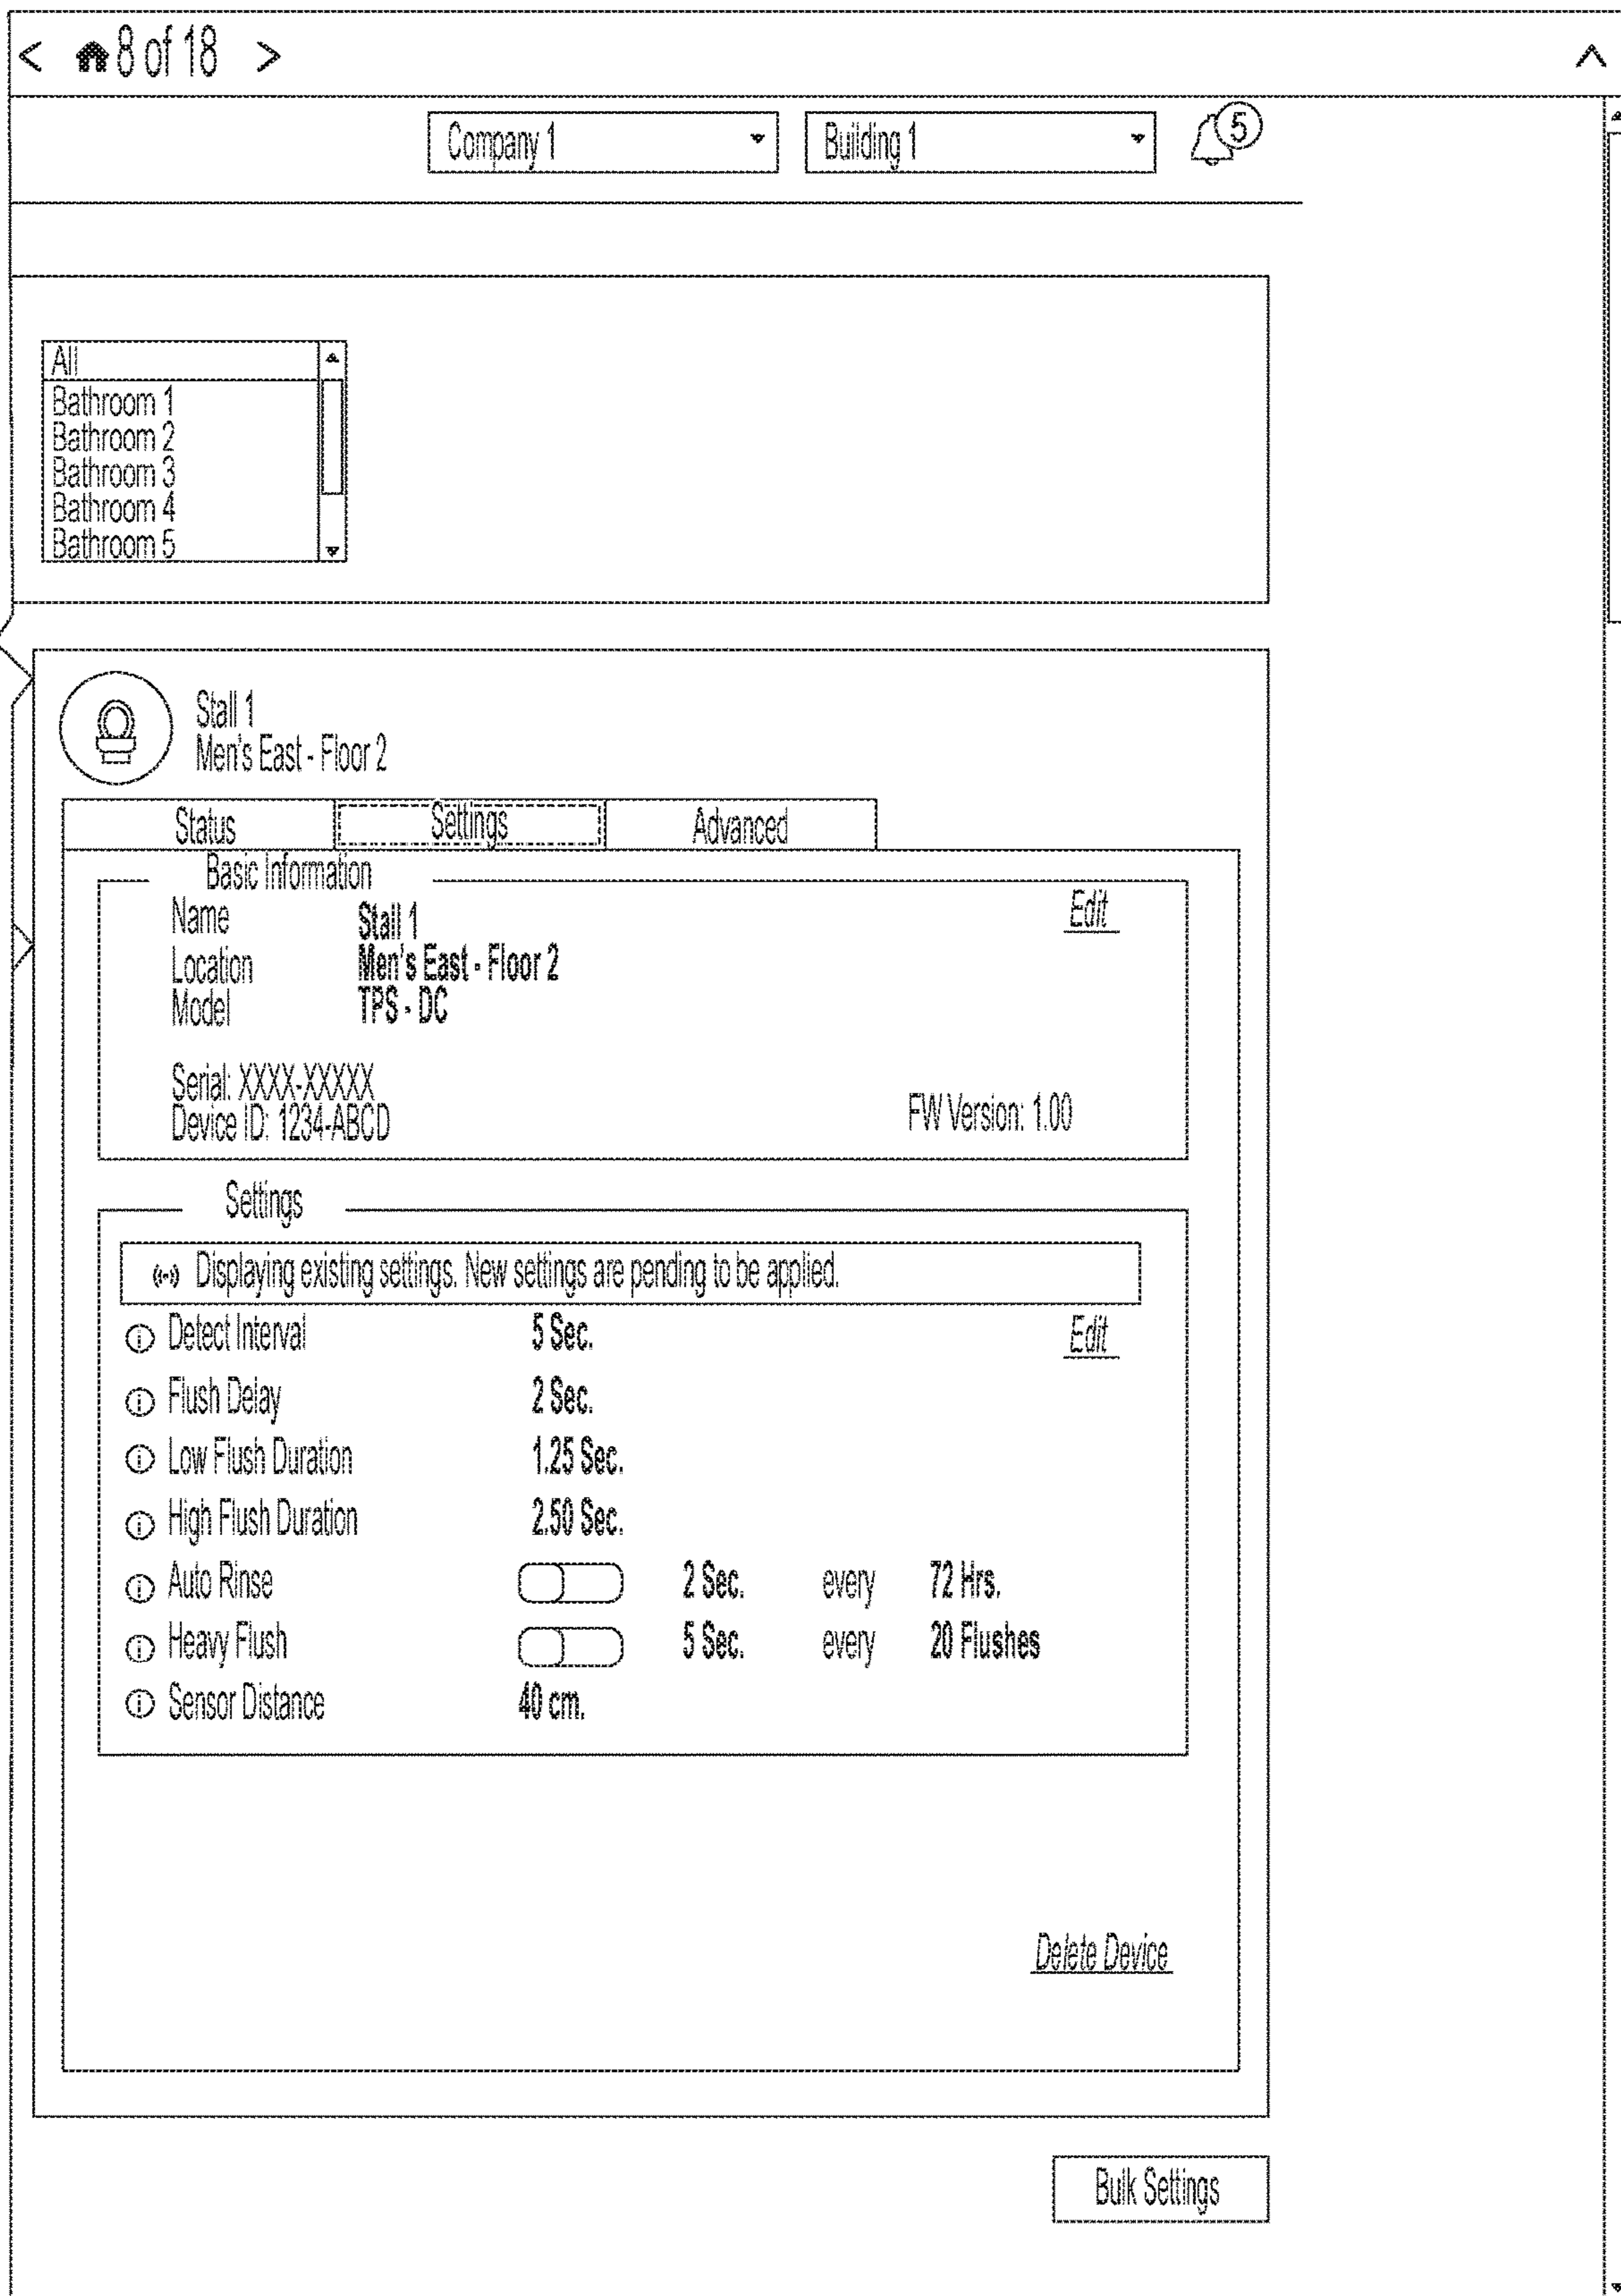 < 8 of 18 >
Company 1 Building 1 5
All
Bathroom 1
Bathroom 2
Bathroom 3
Bathroom 4
Bathroom 5
Stall 1
Men's East - Floor 2
Status Settings Advanced
Basic Information
Name Stall 1 Edit
Location Men's East - Floor 2
Model TPS - DC
Serial: XXXX-XXXXX
Device ID: 1234-ABCD FW Version: 1.00
Settings
Displaying existing settings. New settings are pending to be applied.
Detect Interval 5 Sec. Edit
Flush Delay 2 Sec.
Low Flush Duration 1.25 Sec.
High Flush Duration 2.50 Sec.
Auto Rinse 2 Sec. every 72 Hrs.
Heavy Flush 5 Sec. every 20 Flushes
Sensor Distance 40 cm.
Delete Device
Bulk Settings